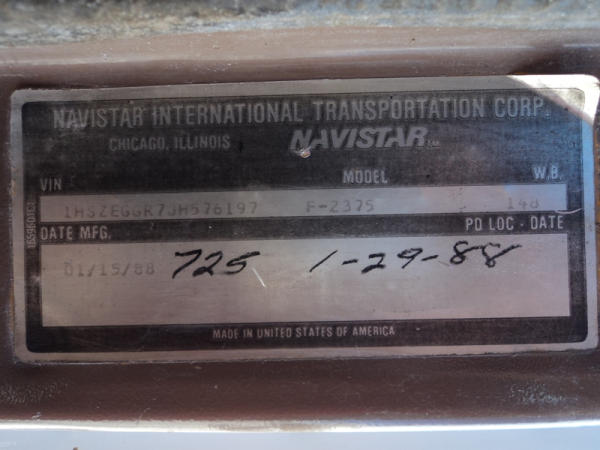 NAVISTAR INTERNATIONAL TRANSPORTATION CORP.
CHICAGO, ILLINOIS NAVISTAR
VIN MODEL W.B.
1HSZEGGR7JH576197 F-2375 148
DATE MFG. PD LOC - DATE
01/15/88 725 1-29-88
MADE IN UNITED STATES OF AMERICA